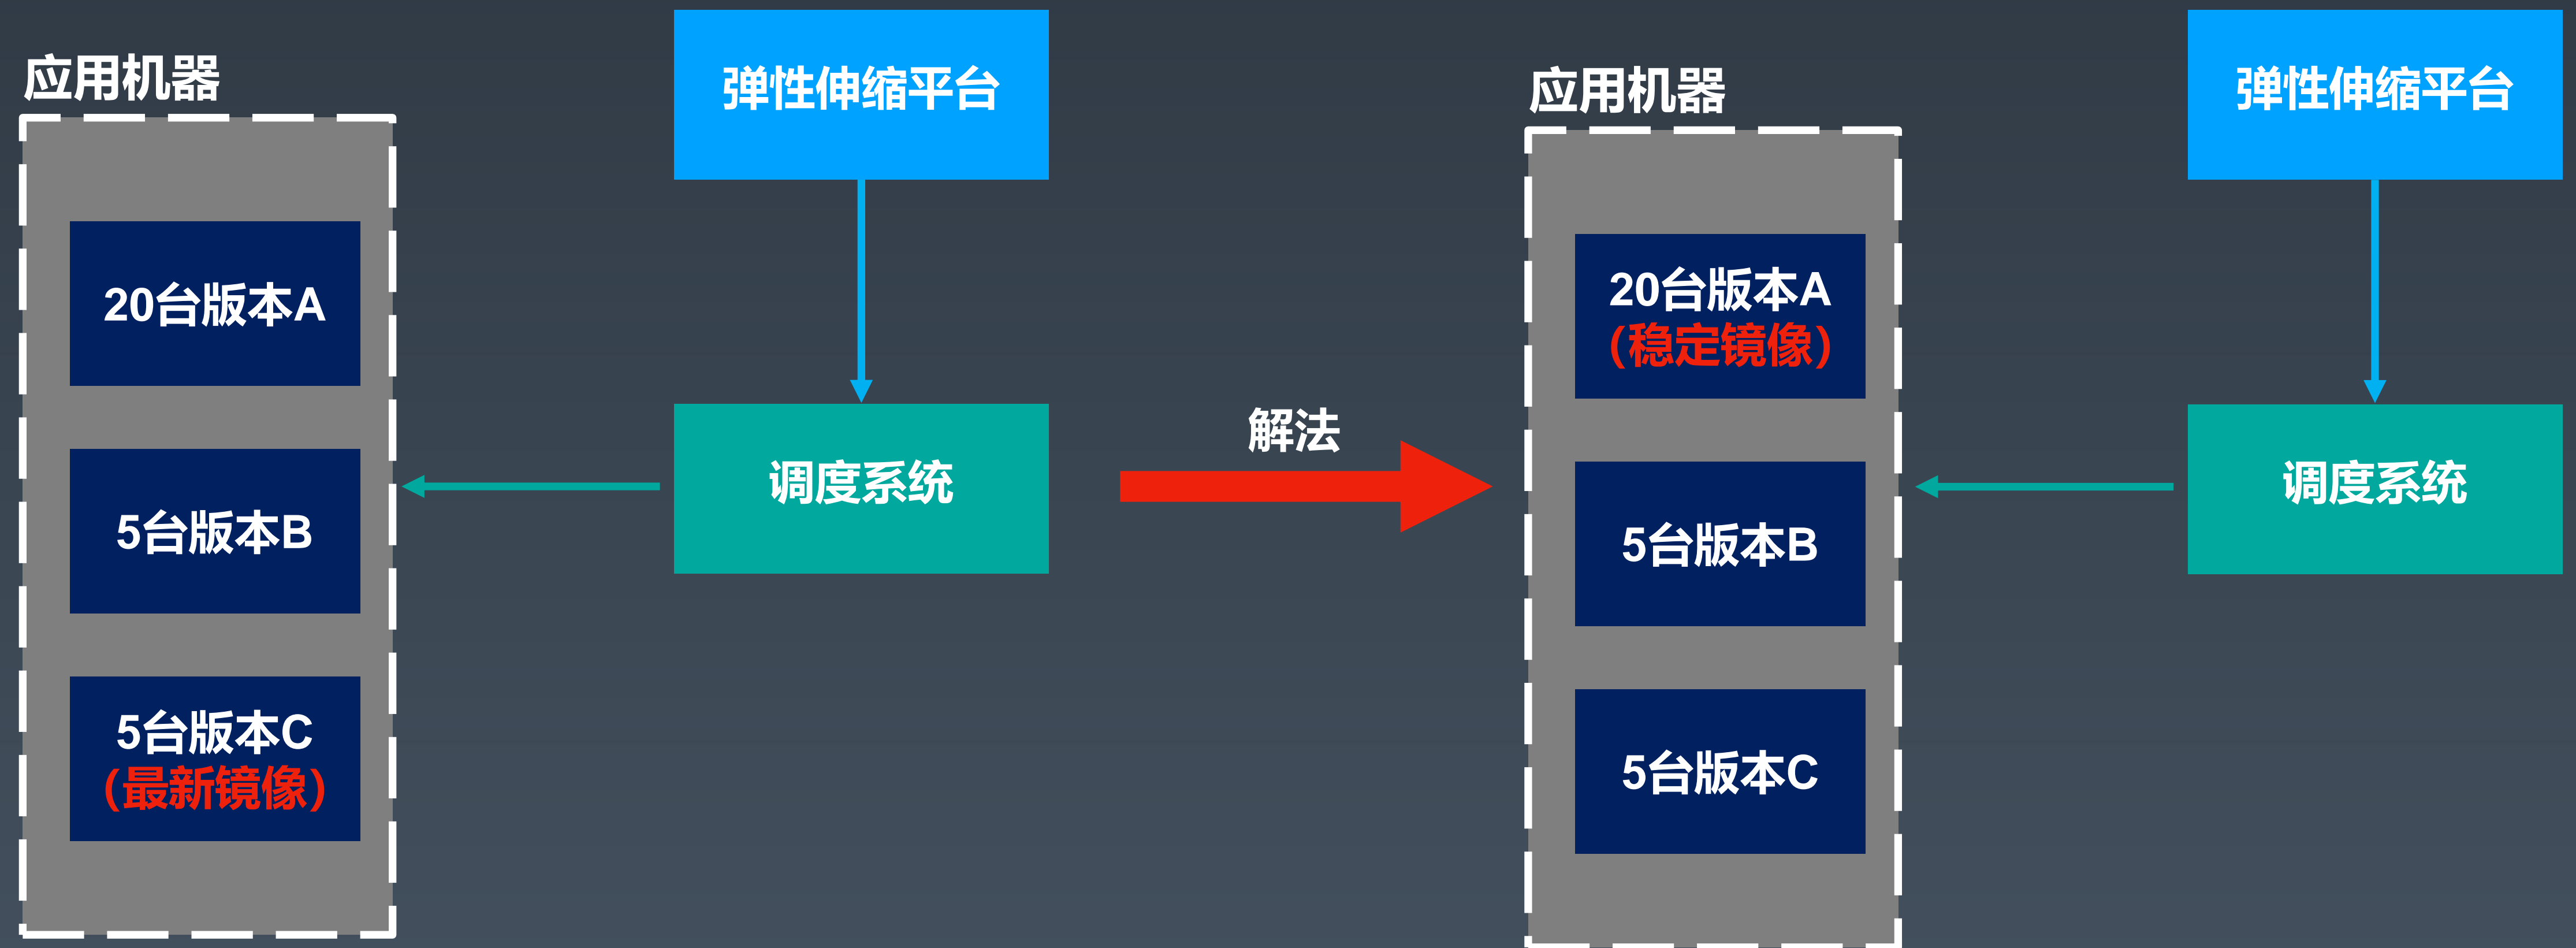 应用机器
20台版本A
5台版本B
5台版本C
(最新镜像)
弹性伸缩平台
调度系统
解法
应用机器
20台版本A
(稳定镜像)
5台版本B
5台版本C
弹性伸缩平台
调度系统